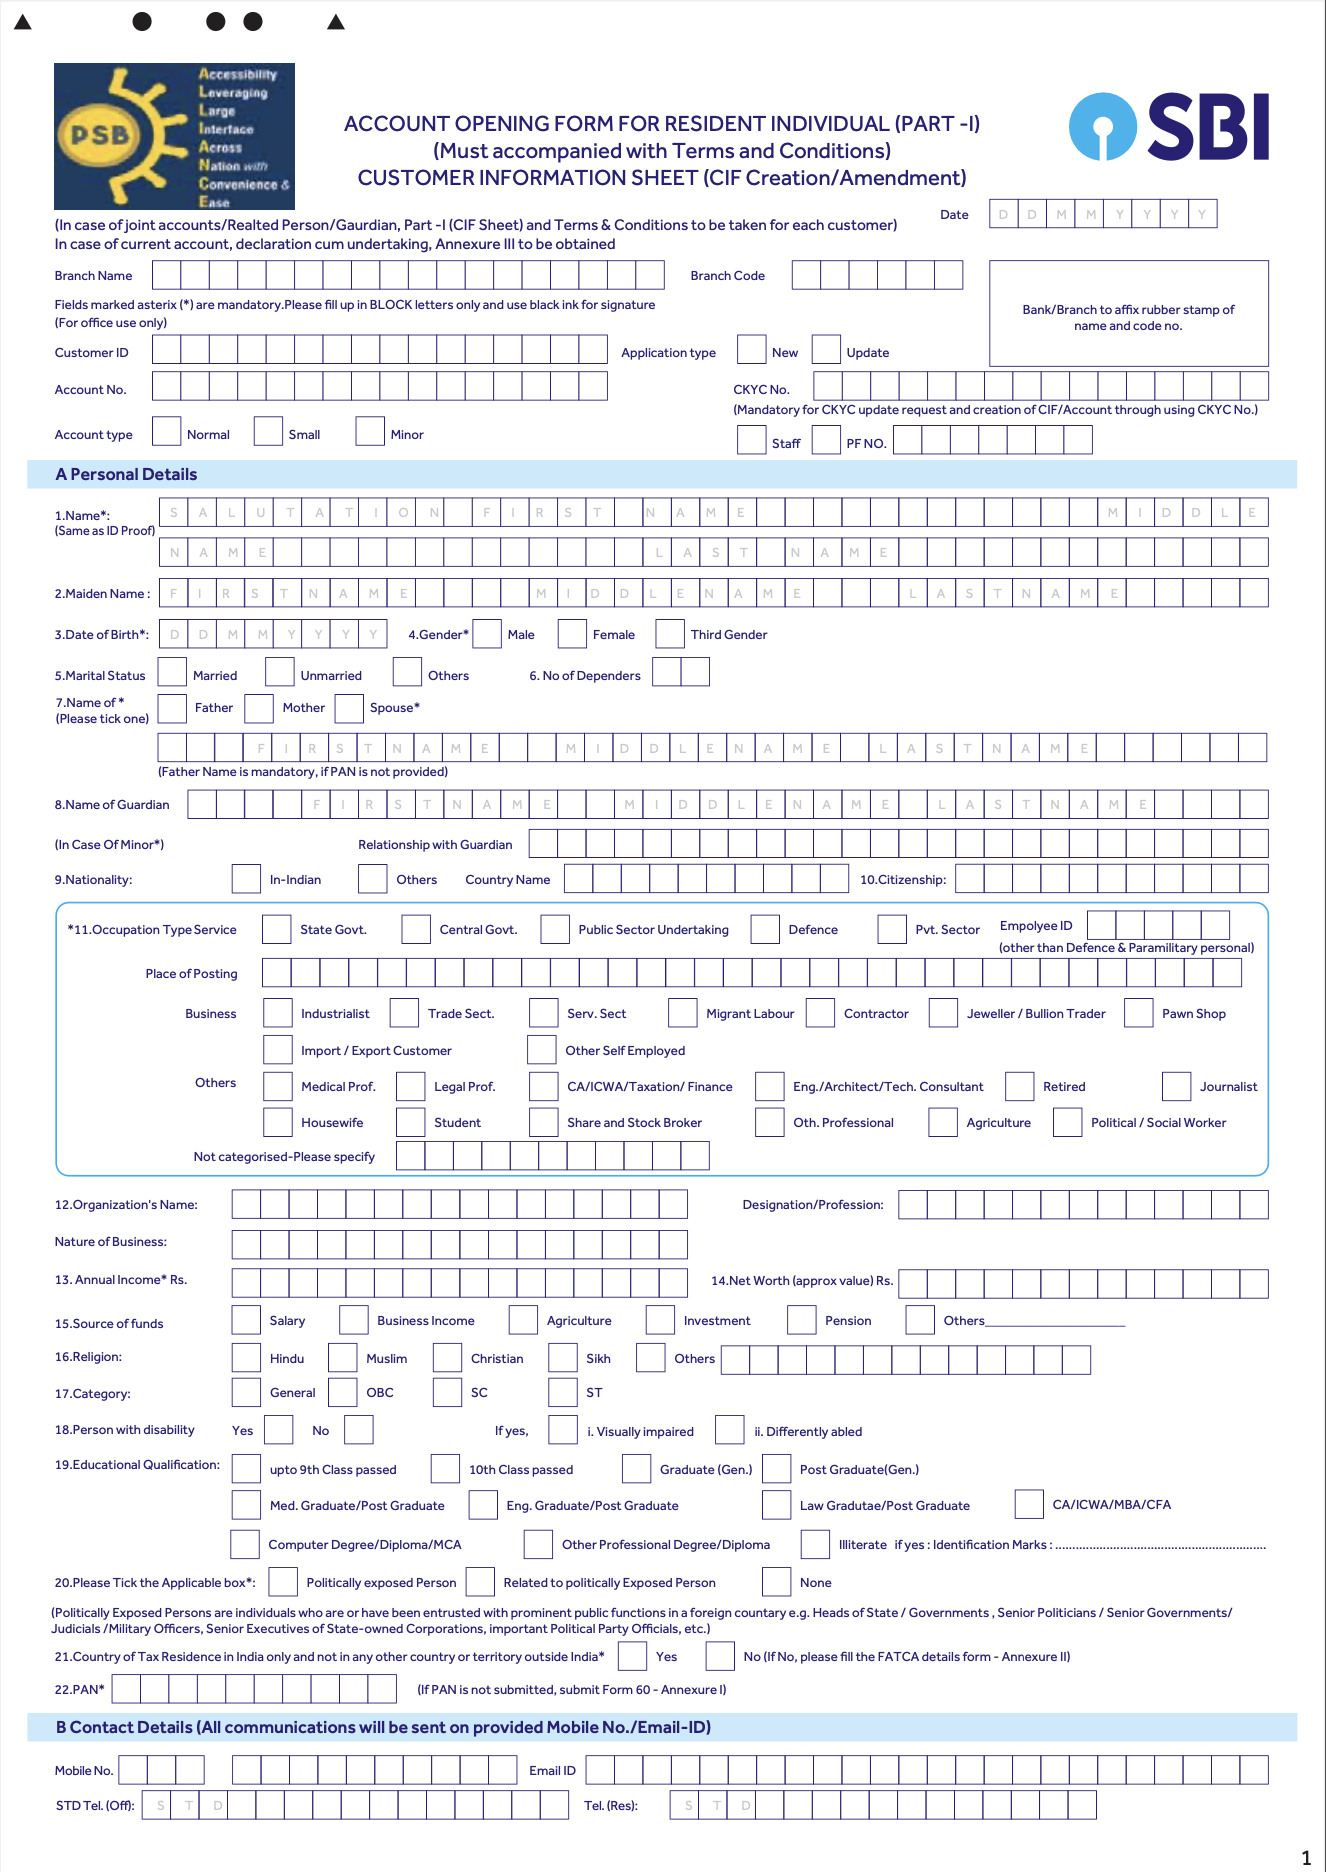 Accessibility
Leveraging
Large
Interface
Across
Nation with
Convenience &
Ease
PSB
ACCOUNT OPENING FORM FOR RESIDENT INDIVIDUAL (PART -I)
(Must accompanied with Terms and Conditions)
CUSTOMER INFORMATION SHEET (CIF Creation/Amendment)
SBI
(In case of joint accounts/Realted Person/Gaurdian, Part -I (CIF Sheet) and Terms & Conditions to be taken for each customer)
In case of current account, declaration cum undertaking, Annexure III to be obtained
Date D D M M Y Y Y Y
Branch Name Branch Code
Fields marked asterix (*) are mandatory.Please fill up in BLOCK letters only and use black ink for signature
(For office use only)
Bank/Branch to affix rubber stamp of
name and code no.
Customer ID Application type New Update
Account No. CKYC No.
(Mandatory for CKYC update request and creation of CIF/Account through using CKYC No.)
Account type Normal Small Minor Staff PF NO.
A Personal Details
1.Name*: S A L U T A T I O N F I R S T N A M E M I D D L E
(Same as ID Proof)
N A M E L A S T N A M E
2.Maiden Name : F I R S T N A M E M I D D L E N A M E L A S T N A M E
3.Date of Birth*: D D M M Y Y Y Y 4.Gender* Male Female Third Gender
5.Marital Status Married Unmarried Others 6. No of Dependers
7.Name of * Father Mother Spouse*
(Please tick one)
F I R S T N A M E M I D D L E N A M E L A S T N A M E
(Father Name is mandatory, if PAN is not provided)
8.Name of Guardian F I R S T N A M E M I D D L E N A M E L A S T N A M E
(In Case Of Minor*) Relationship with Guardian
9.Nationality: In-Indian Others Country Name 10.Citizenship:
*11.Occupation Type Service State Govt. Central Govt. Public Sector Undertaking Defence Pvt. Sector Empolyee ID
(other than Defence & Paramilitary personal)
Place of Posting
Business Industrialist Trade Sect. Serv. Sect Migrant Labour Contractor Jeweller / Bullion Trader Pawn Shop
Import / Export Customer Other Self Employed
Others Medical Prof. Legal Prof. CA/ICWA/Taxation/ Finance Eng./Architect/Tech. Consultant Retired Journalist
Housewife Student Share and Stock Broker Oth. Professional Agriculture Political / Social Worker
Not categorised-Please specify
12.Organization's Name: Designation/Profession:
Nature of Business:
13. Annual Income* Rs. 14.Net Worth (approx value) Rs.
15.Source of funds Salary Business Income Agriculture Investment Pension Others____________________
16.Religion: Hindu Muslim Christian Sikh Others
17.Category: General OBC SC ST
18.Person with disability Yes No If yes, i. Visually impaired ii. Differently abled
19.Educational Qualification: upto 9th Class passed 10th Class passed Graduate (Gen.) Post Graduate(Gen.)
Med. Graduate/Post Graduate Eng. Graduate/Post Graduate Law Gradutae/Post Graduate CA/ICWA/MBA/CFA
Computer Degree/Diploma/MCA Other Professional Degree/Diploma Illiterate if yes : Identification Marks : ..............................................................
20.Please Tick the Applicable box*: Politically exposed Person Related to politically Exposed Person None
(Politically Exposed Persons are individuals who are or have been entrusted with prominent public functions in a foreign countary e.g. Heads of State / Governments , Senior Politicians / Senior Governments/
Judicials /Military Officers, Senior Executives of State-owned Corporations, important Political Party Officials, etc.)
21.Country of Tax Residence in India only and not in any other country or territory outside India* Yes No (If No, please fill the FATCA details form - Annexure II)
22.PAN* (If PAN is not submitted, submit Form 60 - Annexure I)
B Contact Details (All communications will be sent on provided Mobile No./Email-ID)
Mobile No. Email ID
STD Tel. (Off): S T D Tel. (Res): S T D
1